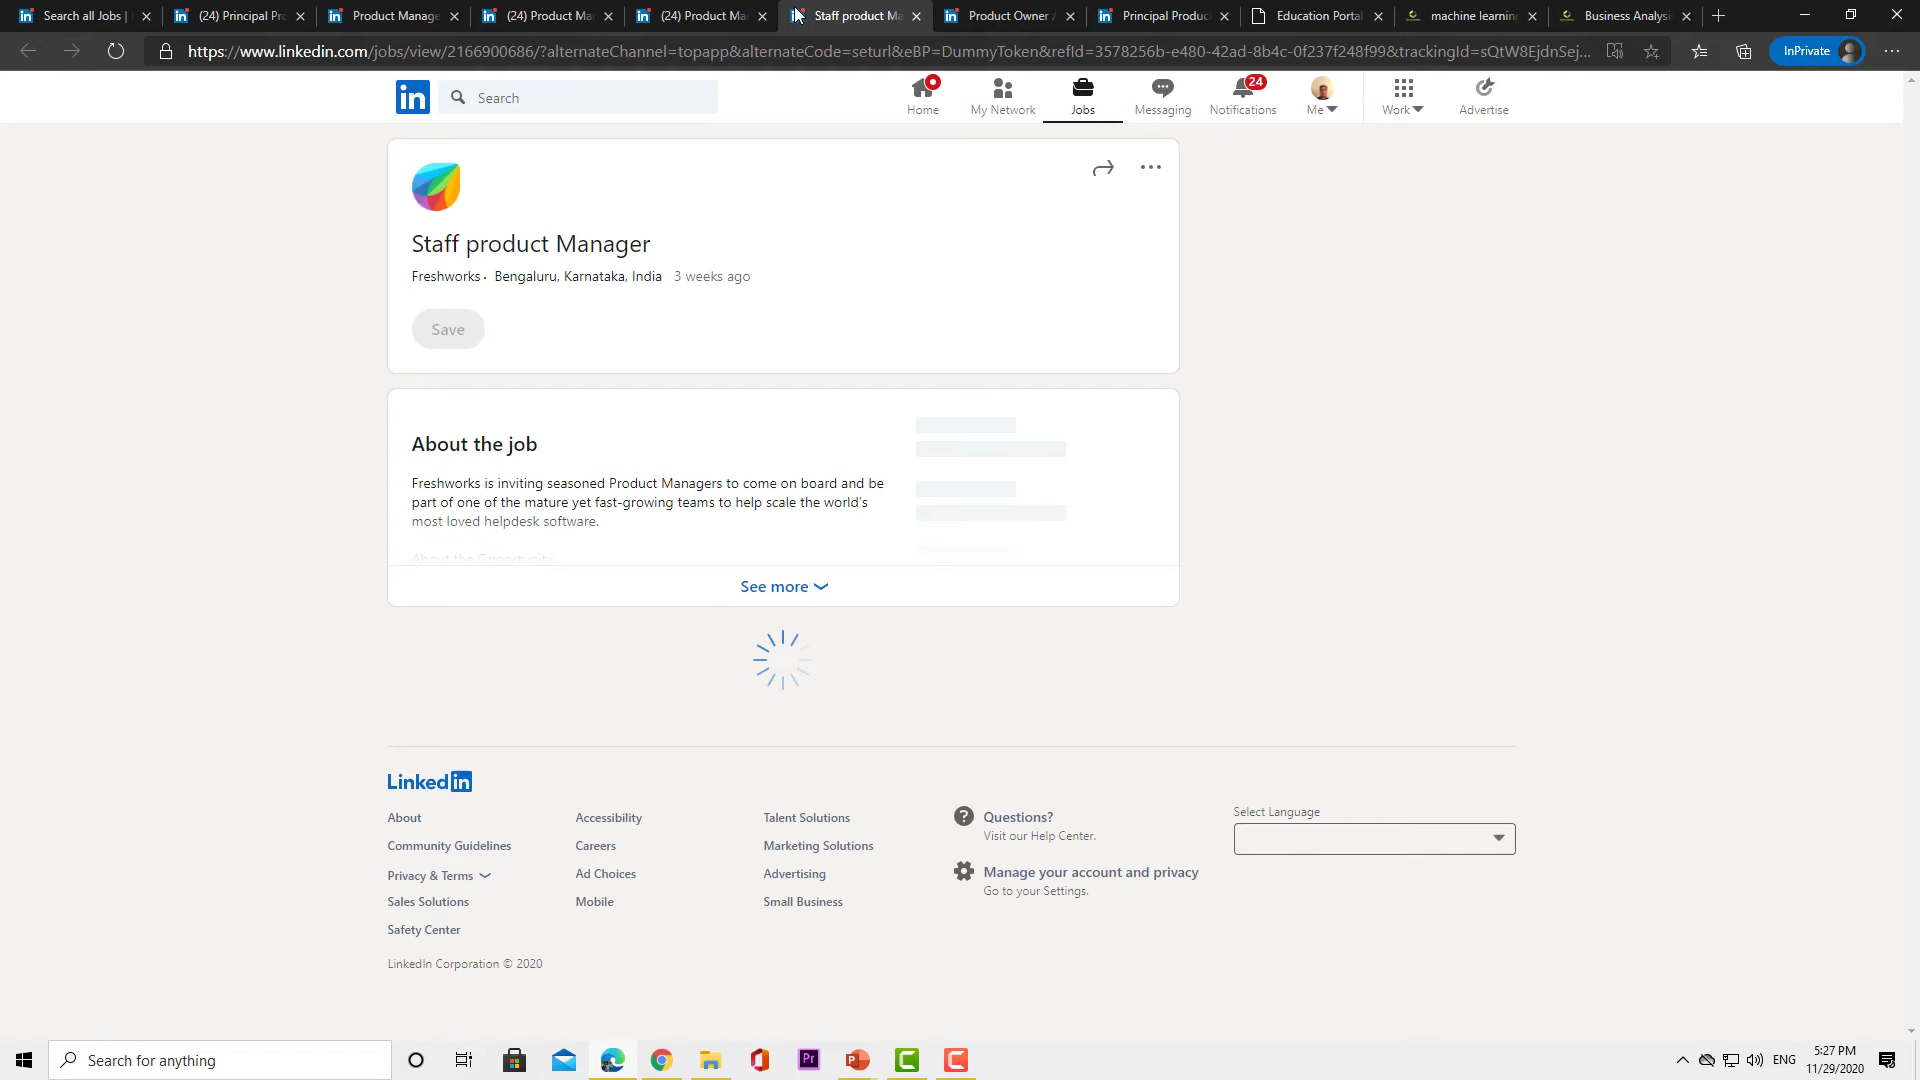 Search all Jobs |
(24) Principal Pro
Product Manage
(24) Product Ma
(24) Product Ma
Staff product Ma
Product Owner /
Principal Produc
Education Portal
machine learning
Business Analysi
https://www.linkedin.com/jobs/view/2166900686/?alternateChannel=topapp&alternateCode=seturl&eBP=DummyToken&refId=3578256b-e480-42ad-8b4c-0f237f248f99&trackingId=sQtW8EjdnSej...
InPrivate
in
Search
Home
My Network
Jobs
Messaging
24
Notifications
Me
Work
Advertise
Staff product Manager
Freshworks · Bengaluru, Karnataka, India 3 weeks ago
Save
About the job
Freshworks is inviting seasoned Product Managers to come on board and be
part of one of the mature yet fast-growing teams to help scale the world's
most loved helpdesk software.
About the Opportunity
See more
LinkedIn
About
Accessibility
Talent Solutions
Questions?
Visit our Help Center.
Select Language
Community Guidelines
Careers
Marketing Solutions
Privacy & Terms
Ad Choices
Advertising
Manage your account and privacy
Go to your Settings.
Sales Solutions
Mobile
Small Business
Safety Center
LinkedIn Corporation © 2020
Search for anything
Pr
ENG
5:27 PM
11/29/2020